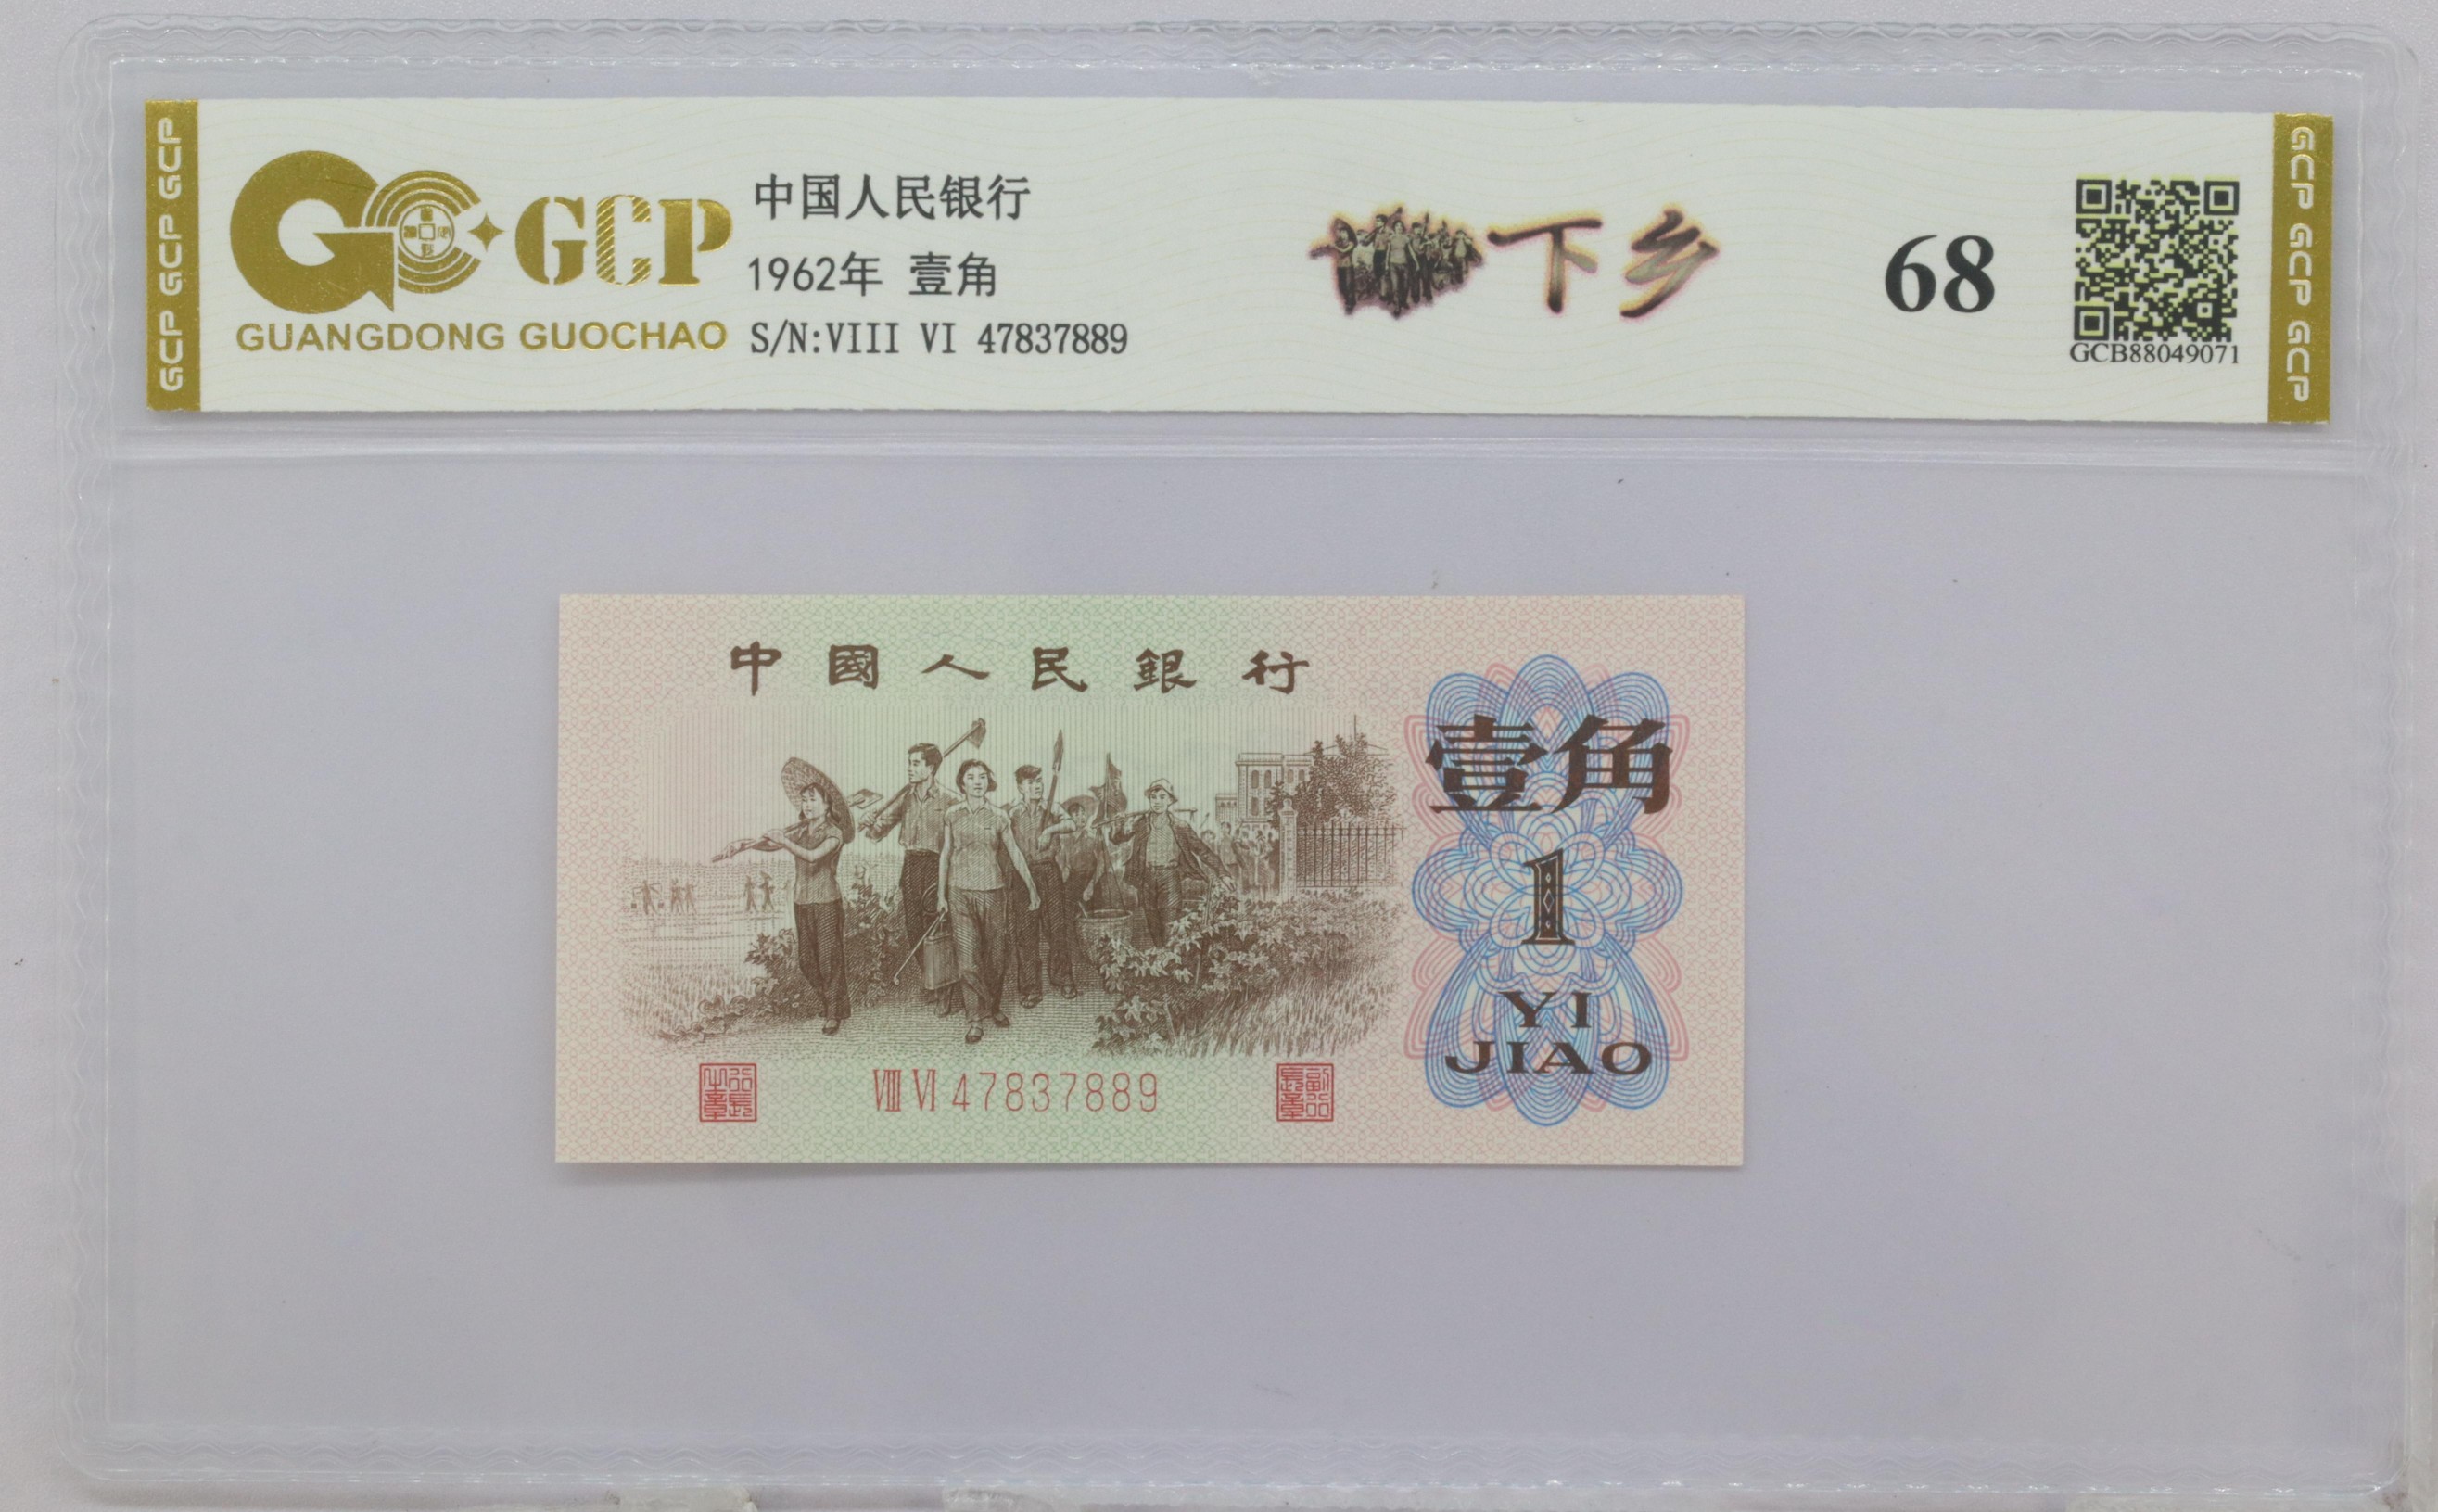 GCP GCP GCP
GCP
GUANGDONG GUOCHAO
中国人民银行
1962年 壹角
S/N:VIII VI 47837889
下乡
68
GCB88049071
GCP GCP GCP
中國人民銀行
壹角
1
YI
JIAO
VIII VI 47837889